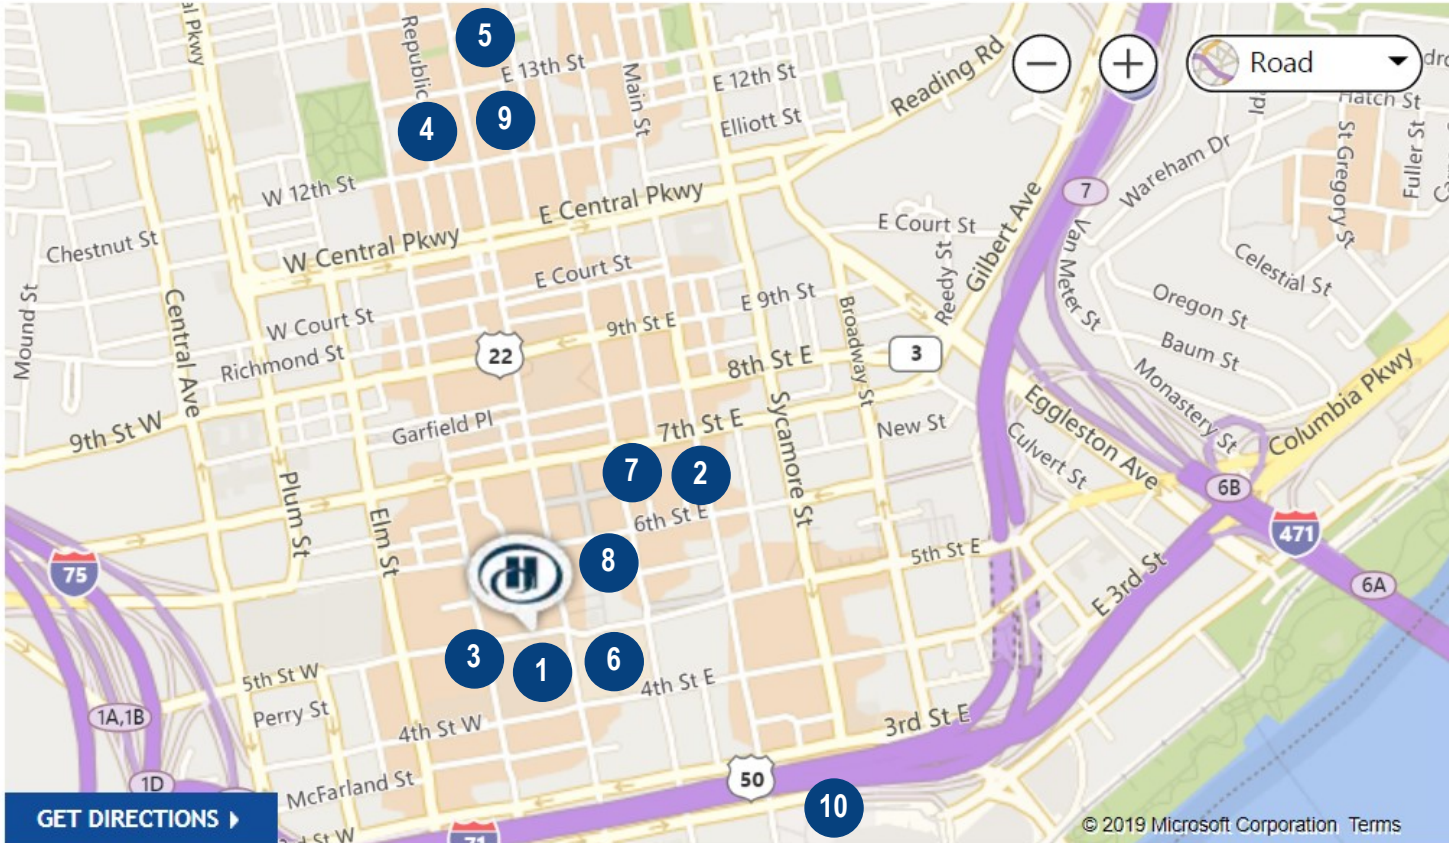 al Pkwy
Republic
5
E 13th St
Main St
E 12th St
Reading Rd
Road
Hatch St
4
9
Elliott St
W 12th St
E Central Pkwy
7
Wareham Dr
St Gregory St
Fuller St
Chestnut St
W Central Pkwy
E Court St
Gilbert Ave
Van Meter St
Celestial St
E Court St
Reedy St
Mound St
Central Ave
W Court St
9th St E
E 9th St
Broadway St
Oregon St
Richmond St
22
8th St E
3
Baum St
Columbia Pkwy
9th St W
Garfield Pl
7th St E
Sycamore St
New St
Eggleston Ave
Monastery St
Culvert St
Plum St
7
2
6B
Elm St
6th St E
471
75
8
5th St E
E 3rd St
6A
H
3
1
6
5th St W
4th St E
1A,1B
Perry St
4th St W
3rd St E
1D
McFarland St
50
10
GET DIRECTIONS
71
© 2019 Microsoft Corporation Terms